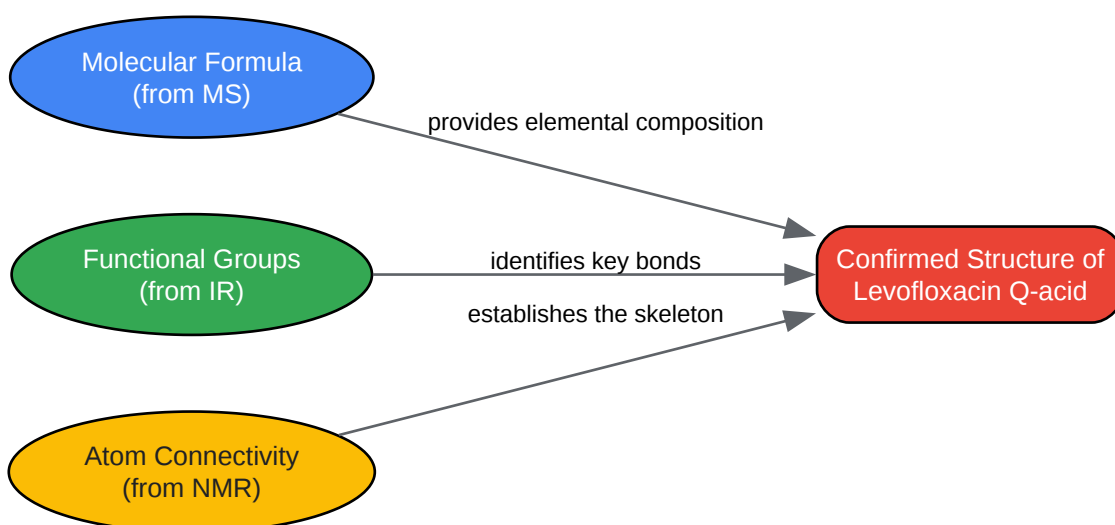 Molecular Formula
(from MS)
provides elemental composition
Functional Groups
(from IR)
identifies key bonds
Confirmed Structure of
Levofloxacin Q-acid
establishes the skeleton
Atom Connectivity
(from NMR)